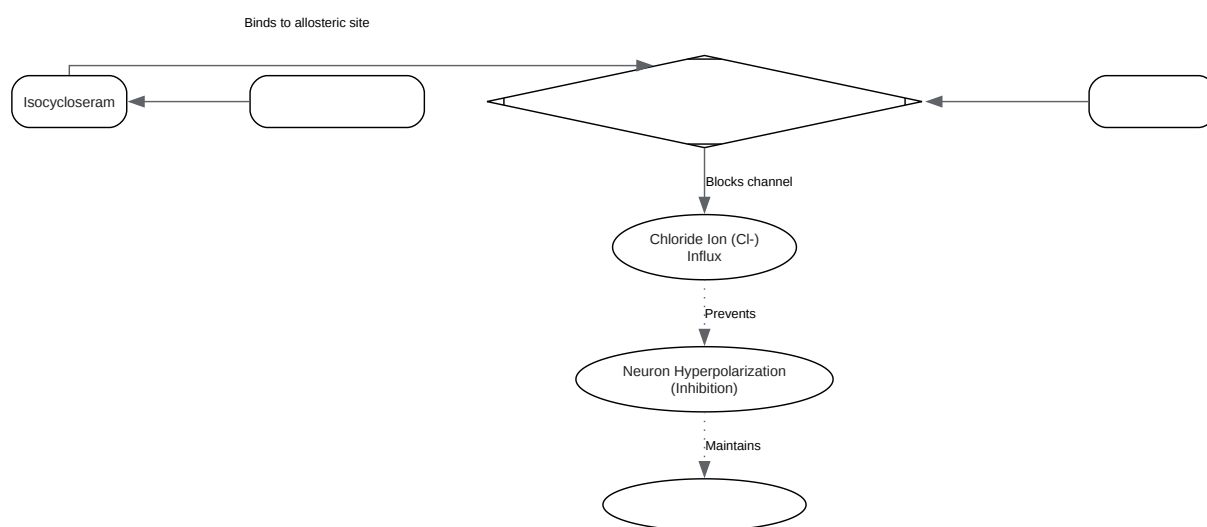 Binds to allosteric site
Isocycloseram
Blocks channel
Chloride Ion (Cl-)
Influx
Prevents
Neuron Hyperpolarization
(Inhibition)
Maintains